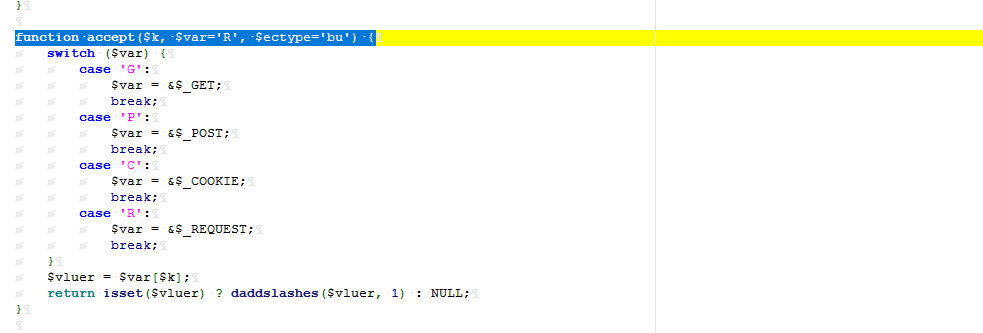 }
function accept($k, $var='R', $ectype='bu') {
switch ($var) {
case 'G':
$var = &$_GET;
break;
case 'P':
$var = &$_POST;
break;
case 'C':
$var = &$_COOKIE;
break;
case 'R':
$var = &$_REQUEST;
break;
}
$vluer = $var[$k];
return isset($vluer) ? daddslashes($vluer, 1) : NULL;
}